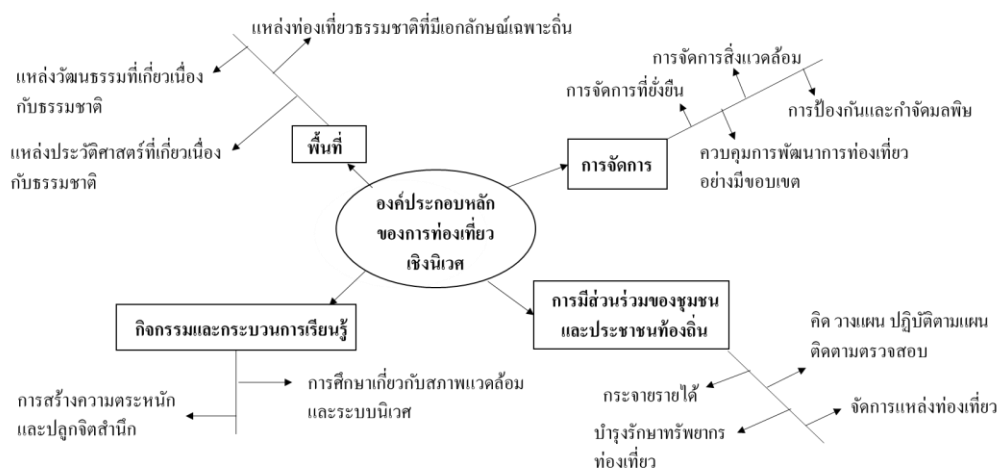 แหล่งท่องเที่ยวธรรมชาติที่มีเอกลักษณ์เฉพาะถิ่น
แหล่งวัฒนธรรมที่เกี่ยวเนื่อง
กับธรรมชาติ
แหล่งประวัติศาสตร์ที่เกี่ยวเนื่อง
กับธรรมชาติ
พื้นที่
การจัดการสิ่งแวดล้อม
การจัดการที่ยั่งยืน
การป้องกันและกำจัดมลพิษ
ควบคุมการพัฒนาการท่องเที่ยว
อย่างมีขอบเขต
การจัดการ
องค์ประกอบหลัก
ของการท่องเที่ยว
เชิงนิเวศ
กิจกรรมและกระบวนการเรียนรู้
การศึกษาเกี่ยวกับสภาพแวดล้อม
และระบบนิเวศ
การสร้างความตระหนัก
และปลูกจิตสำนึก
การมีส่วนร่วมของชุมชน
และประชาชนท้องถิ่น
คิด วางแผน ปฏิบัติตามแผน
ติดตามตรวจสอบ
กระจายรายได้
จัดการแหล่งท่องเที่ยว
บำรุงรักษาทรัพยากร
ท่องเที่ยว